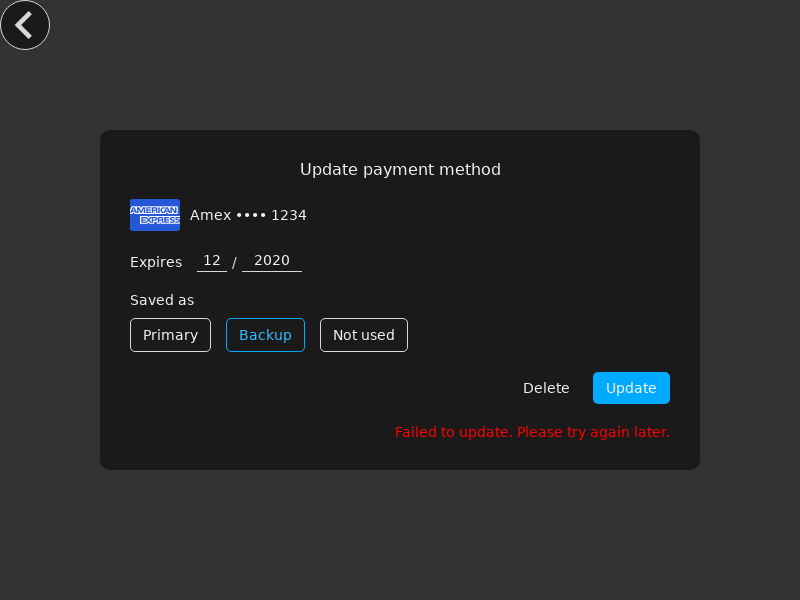 Update payment method
AMERICAN
EXPRESS
Amex •••• 1234
Expires 12 / 2020
Saved as
Primary Backup Not used
Delete Update
Failed to update. Please try again later.